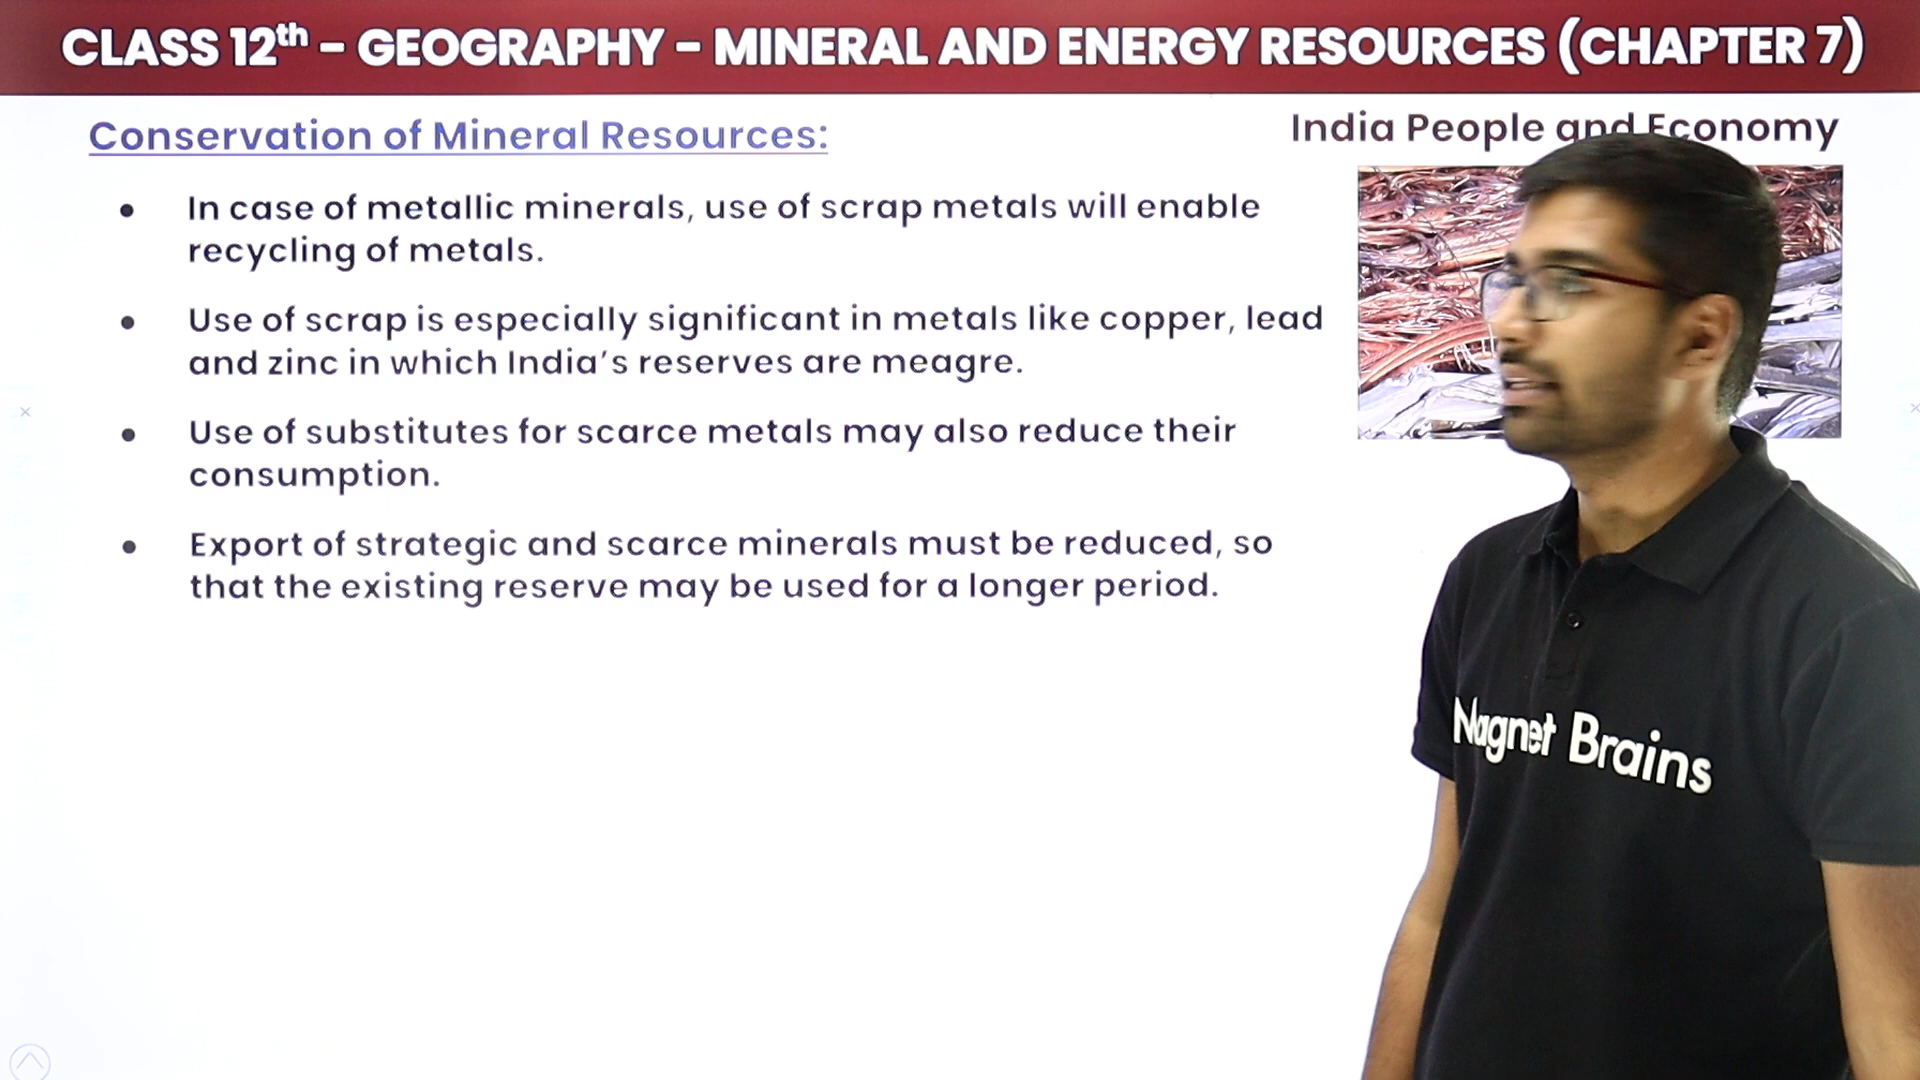 CLASS 12th – GEOGRAPHY – MINERAL AND ENERGY RESOURCES (CHAPTER 7)
India People and Economy
Conservation of Mineral Resources:
• In case of metallic minerals, use of scrap metals will enable
recycling of metals.
• Use of scrap is especially significant in metals like copper, lead
and zinc in which India's reserves are meagre.
• Use of substitutes for scarce metals may also reduce their
consumption.
• Export of strategic and scarce minerals must be reduced, so
that the existing reserve may be used for a longer period.
Magnet Brains